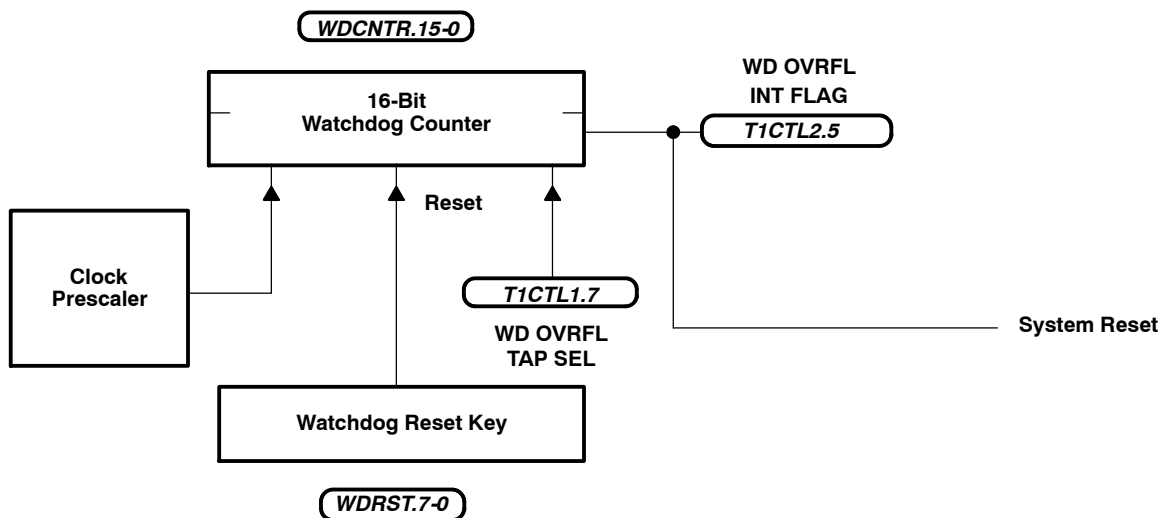 WDCNTR.15-0
16-Bit
Watchdog Counter
WD OVRFL
INT FLAG
T1CTL2.5
Reset
Clock
Prescaler
T1CTL1.7
WD OVRFL
TAP SEL
System Reset
Watchdog Reset Key
WDRST.7-0